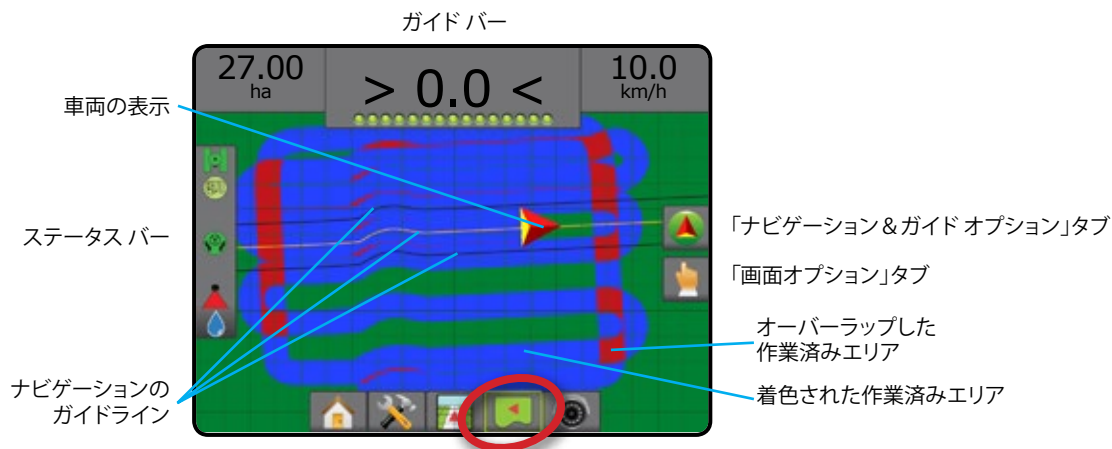 ガイド バー
27.00
ha
> 0.0 <
10.0
km/h
車両の表示
ステータス バー
「ナビゲーション＆ガイド オプション」タブ
「画面オプション」タブ
オーバーラップした
作業済みエリア
着色された作業済みエリア
ナビゲーションの
ガイドライン